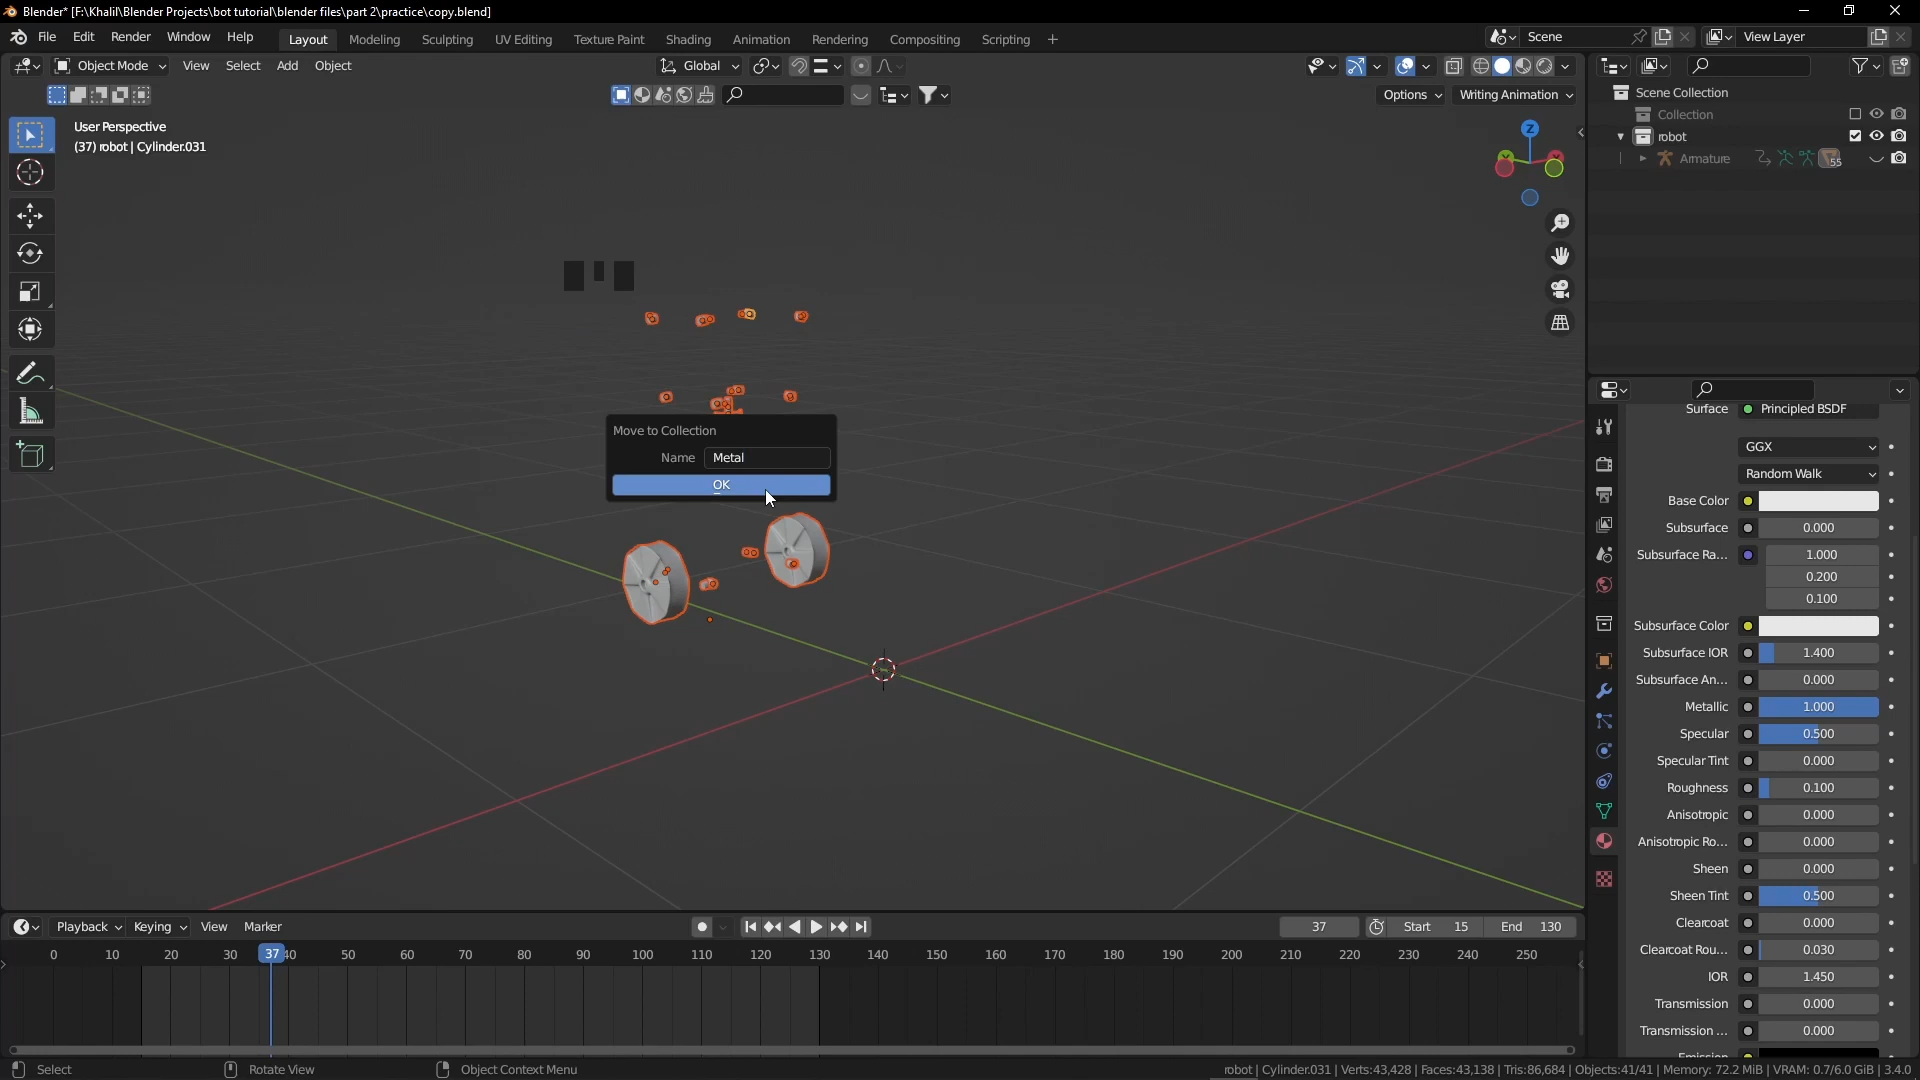 Blender* [F:\Khalil\Blender Projects\bot tutorial\blender files\part 2\practice\copy.blend]
File Edit Render Window Help Layout Modeling Sculpting UV Editing Texture Paint Shading Animation Rendering Compositing Scripting + Scene View Layer
Object Mode View Select Add Object Global
Options Writing Animation
User Perspective
(37) robot | Cylinder.031
Z
Scene Collection
Collection
robot
Armature 55
Move to Collection
Name Metal
OK
Surface Principled BSDF
GGX
Random Walk
Base Color
Subsurface 0.000
Subsurface Ra... 1.000
0.200
0.100
Subsurface Color
Subsurface IOR 1.400
Subsurface An... 0.000
Metallic 1.000
Specular 0.500
Specular Tint 0.000
Roughness 0.100
Anisotropic 0.000
Anisotropic Ro... 0.000
Sheen 0.000
Sheen Tint 0.500
Clearcoat 0.000
Clearcoat Rou... 0.030
IOR 1.450
Transmission 0.000
Transmission ... 0.000
Emission
Playback Keying View Marker 37 Start 15 End 130
0 10 20 30 37 40 50 60 70 80 90 100 110 120 130 140 150 160 170 180 190 200 210 220 230 240 250
Select Rotate View Object Context Menu robot | Cylinder.031 | Verts:43,428 | Faces:43,138 | Tris:86,684 | Objects:41/41 | Memory: 72.2 MiB | VRAM: 0.7/6.0 GiB | 3.4.0